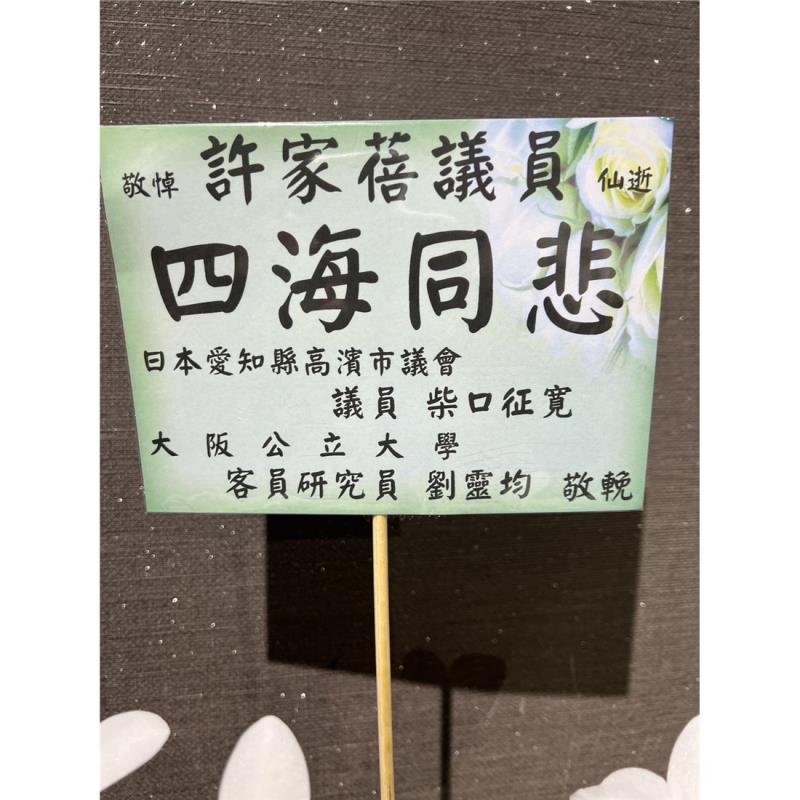 敬悼 許家蓓議員 仙逝
四海同悲
日本愛知縣高濱市議會
議員 柴口征寛
大阪公立大學
客員研究員 劉靈均 敬輓